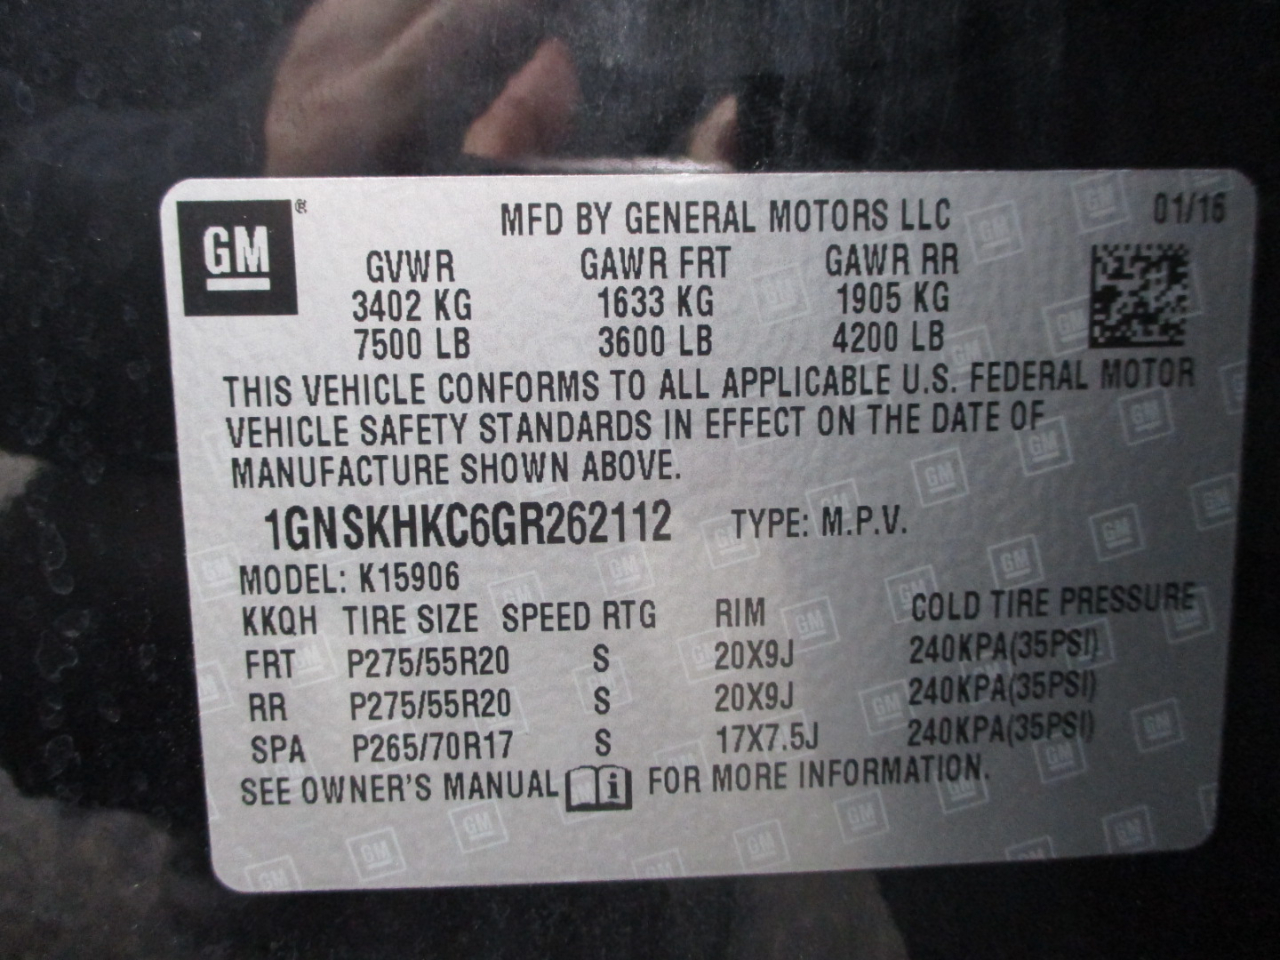 GM®
MFD BY GENERAL MOTORS LLC 01/16
GVWR GAWR FRT GAWR RR
3402 KG 1633 KG 1905 KG
7500 LB 3600 LB 4200 LB
THIS VEHICLE CONFORMS TO ALL APPLICABLE U.S. FEDERAL MOTOR
VEHICLE SAFETY STANDARDS IN EFFECT ON THE DATE OF
MANUFACTURE SHOWN ABOVE.
1GNSKHKC6GR262112 TYPE: M.P.V.
MODEL: K15906
KKQH TIRE SIZE SPEED RTG RIM COLD TIRE PRESSURE
FRT P275/55R20 S 20X9J 240KPA(35PSI)
RR P275/55R20 S 20X9J 240KPA(35PSI)
SPA P265/70R17 S 17X7.5J 240KPA(35PSI)
SEE OWNER'S MANUAL i FOR MORE INFORMATION.